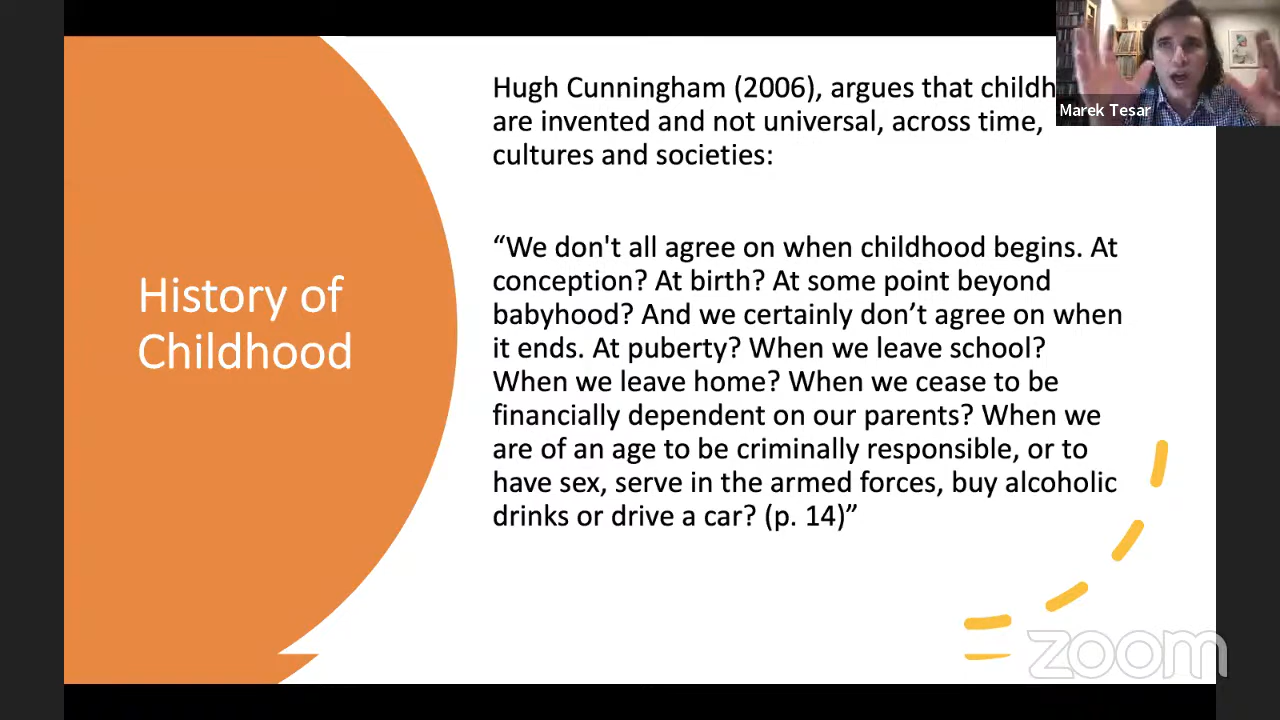 Hugh Cunningham (2006), argues that childh
are invented and not universal, across time,
cultures and societies:
Marek Tesar
History of
Childhood
“We don't all agree on when childhood begins. At
conception? At birth? At some point beyond
babyhood? And we certainly don’t agree on when
it ends. At puberty? When we leave school?
When we leave home? When we cease to be
financially dependent on our parents? When we
are of an age to be criminally responsible, or to
have sex, serve in the armed forces, buy alcoholic
drinks or drive a car? (p. 14)”
zoom